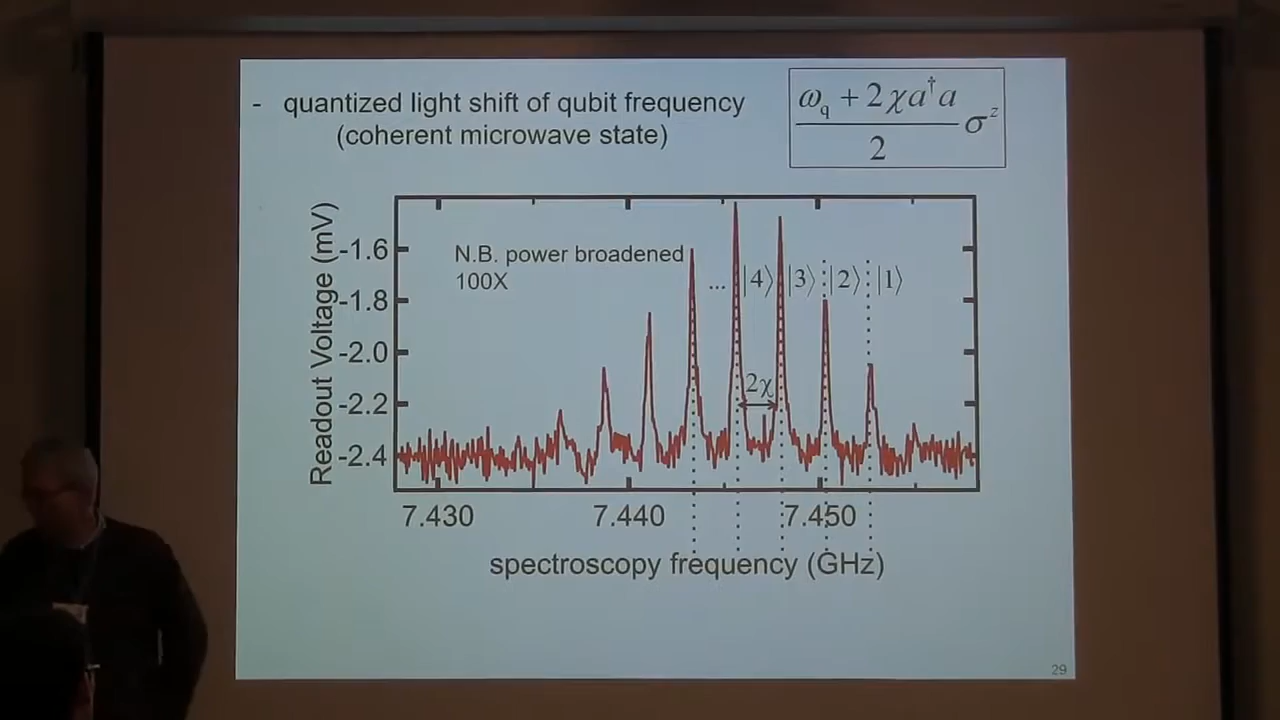 - quantized light shift of qubit frequency
(coherent microwave state)
ω_q + 2χa†a
2
σ^z
Readout Voltage (mV)
-1.6
-1.8
-2.0
-2.2
-2.4
N.B. power broadened
100X
... |4⟩ |3⟩ |2⟩ |1⟩
2χ
7.430 7.440 7.450
spectroscopy frequency (GHz)
29